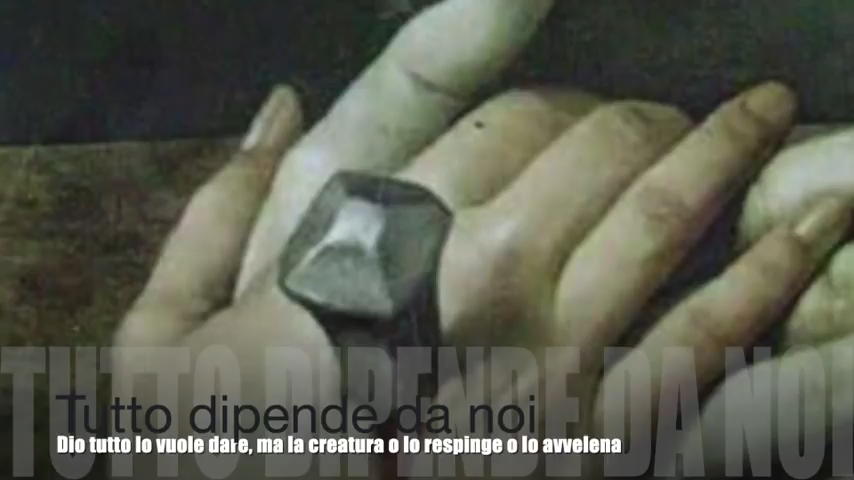 TUTTO DIPENDE DA NOI
Tutto dipende da noi
Dio tutto lo vuole dare, ma la creatura o lo respinge o lo avvelena